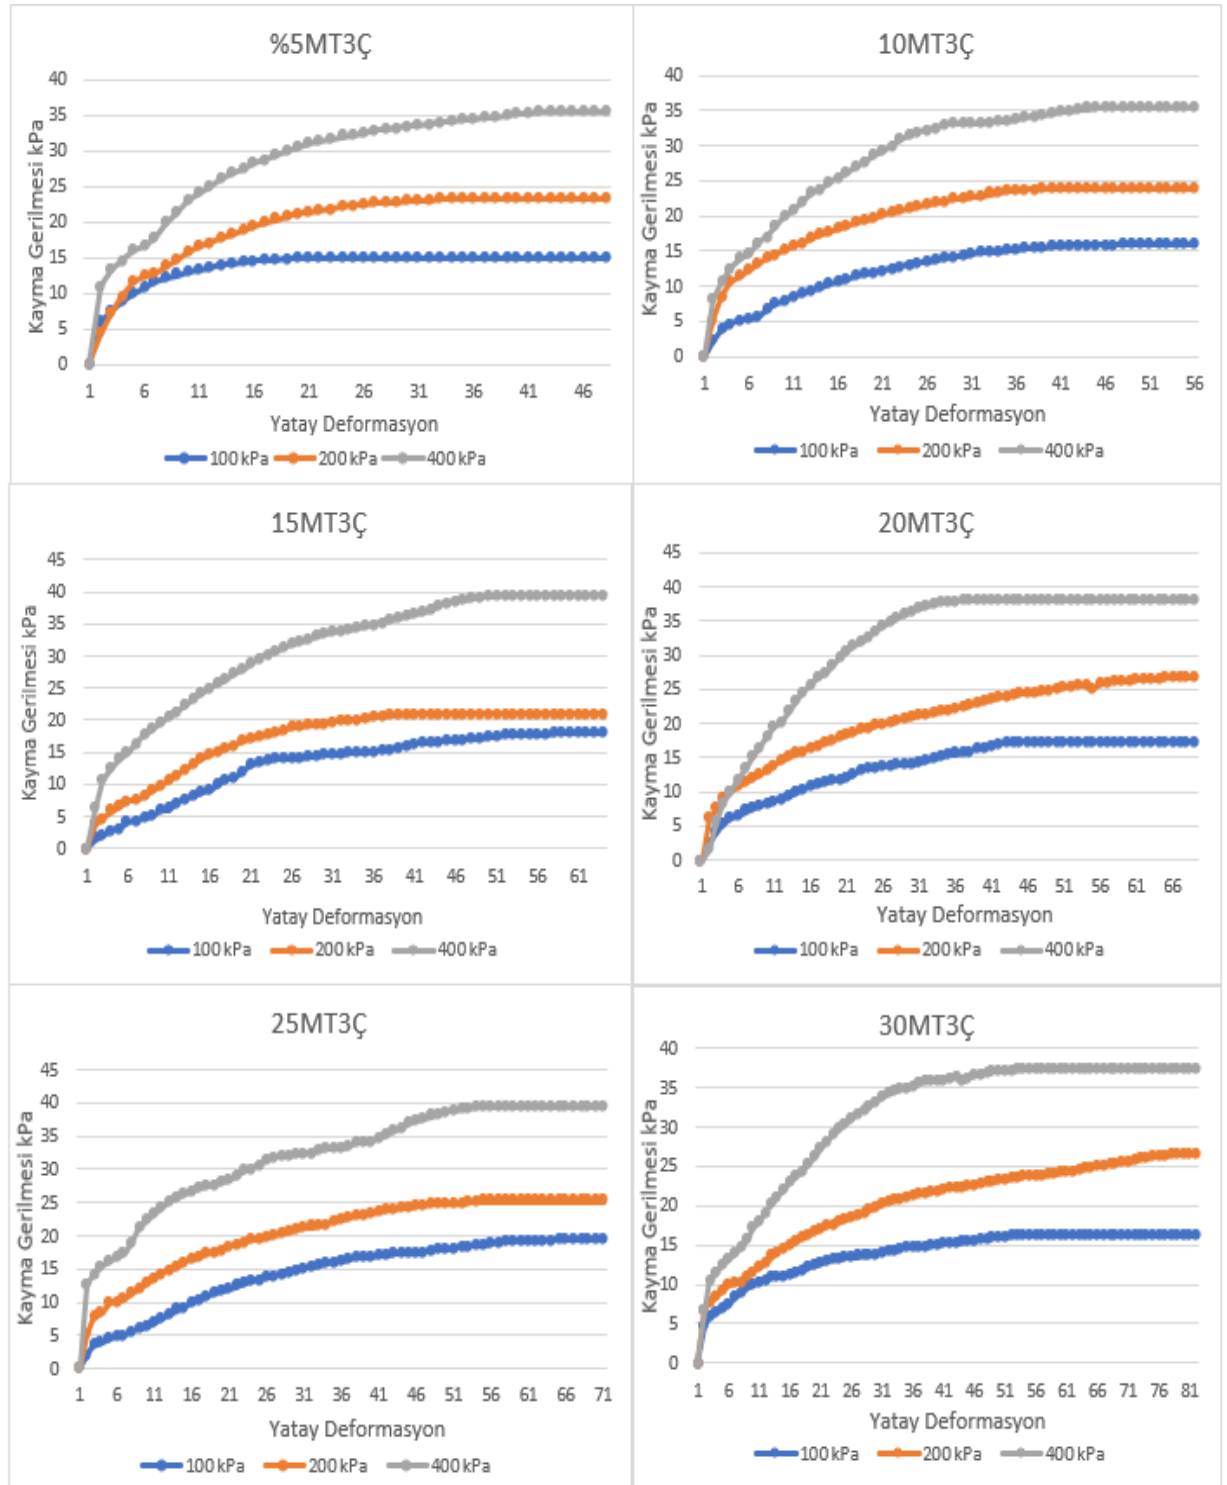 %5MT3Ç
Kayma Gerilmesi kPa
40
35
30
25
20
15
10
5
0
1 6 11 16 21 26 31 36 41 46
Yatay Deformasyon
100 kPa 200 kPa 400 kPa
10MT3Ç
Kayma Gerilmesi kPa
40
35
30
25
20
15
10
5
0
1 6 11 16 21 26 31 36 41 46 51 56
Yatay Deformasyon
100 kPa 200 kPa 400 kPa
15MT3Ç
Kayma Gerilmesi kPa
45
40
35
30
25
20
15
10
5
0
1 6 11 16 21 26 31 36 41 46 51 56 61
Yatay Deformasyon
100 kPa 200 kPa 400 kPa
20MT3Ç
Kayma Gerilmesi kPa
45
40
35
30
25
20
15
10
5
0
1 6 11 16 21 26 31 36 41 46 51 56 61 66
Yatay Deformasyon
100 kPa 200 kPa 400 kPa
25MT3Ç
Kayma Gerilmesi kPa
45
40
35
30
25
20
15
10
5
0
1 6 11 16 21 26 31 36 41 46 51 56 61 66 71
Yatay Deformasyon
100 kPa 200 kPa 400 kPa
30MT3Ç
Kayma Gerilmesi kPa
40
35
30
25
20
15
10
5
0
1 6 11 16 21 26 31 36 41 46 51 56 61 66 71 76 81
Yatay Deformasyon
100 kPa 200 kPa 400 kPa